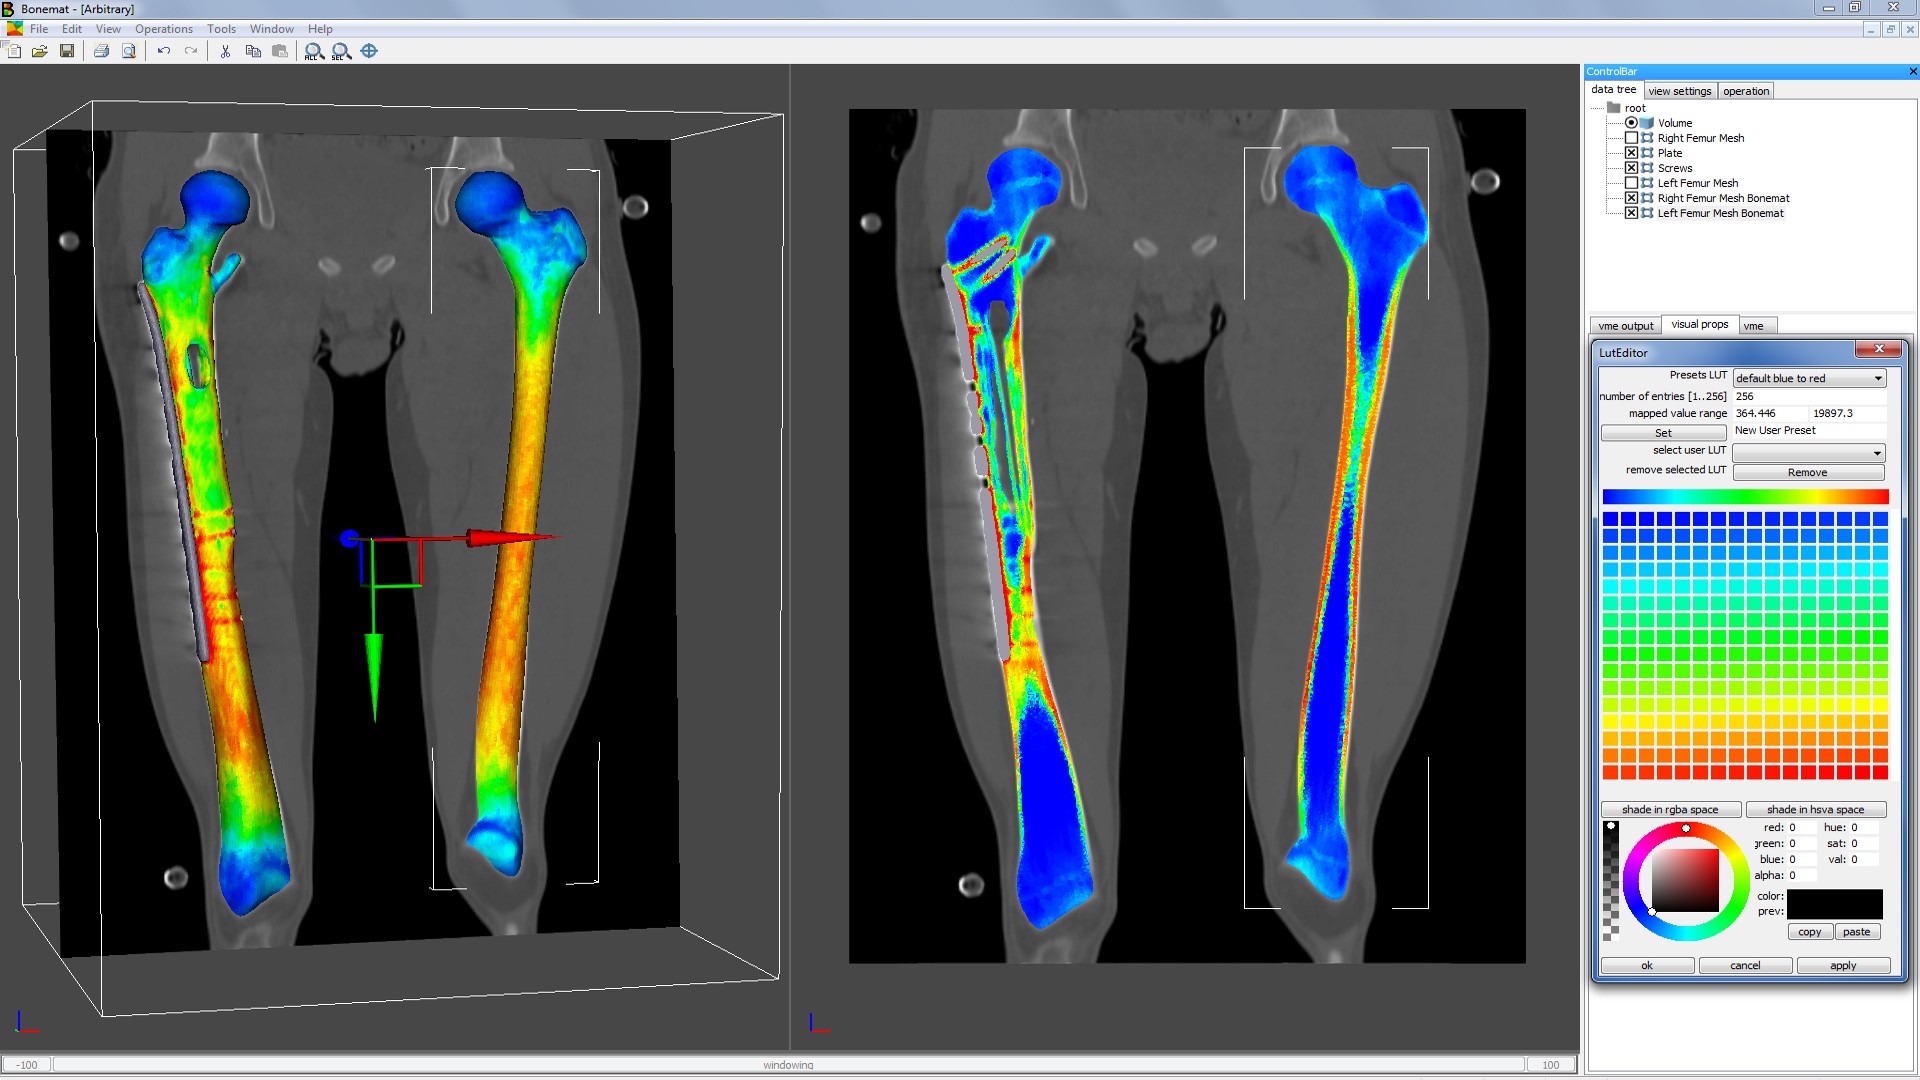 Bonemat - [Arbitrary]
File Edit View Operations Tools Window Help
ALL SEL
ControlBar
data tree view settings operation
root
Volume
Right Femur Mesh
Plate
Screws
Left Femur Mesh
Right Femur Mesh Bonemat
Left Femur Mesh Bonemat
vme output visual props vme
LutEditor
Presets LUT default blue to red
number of entries [1..256] 256
mapped value range 364.446 19897.3
Set New User Preset
select user LUT
remove selected LUT Remove
shade in rgba space shade in hsva space
red: 0 hue: 0
green: 0 sat: 0
blue: 0 val: 0
alpha: 0
color:
prev:
copy paste
ok cancel apply
-100 windowing 100